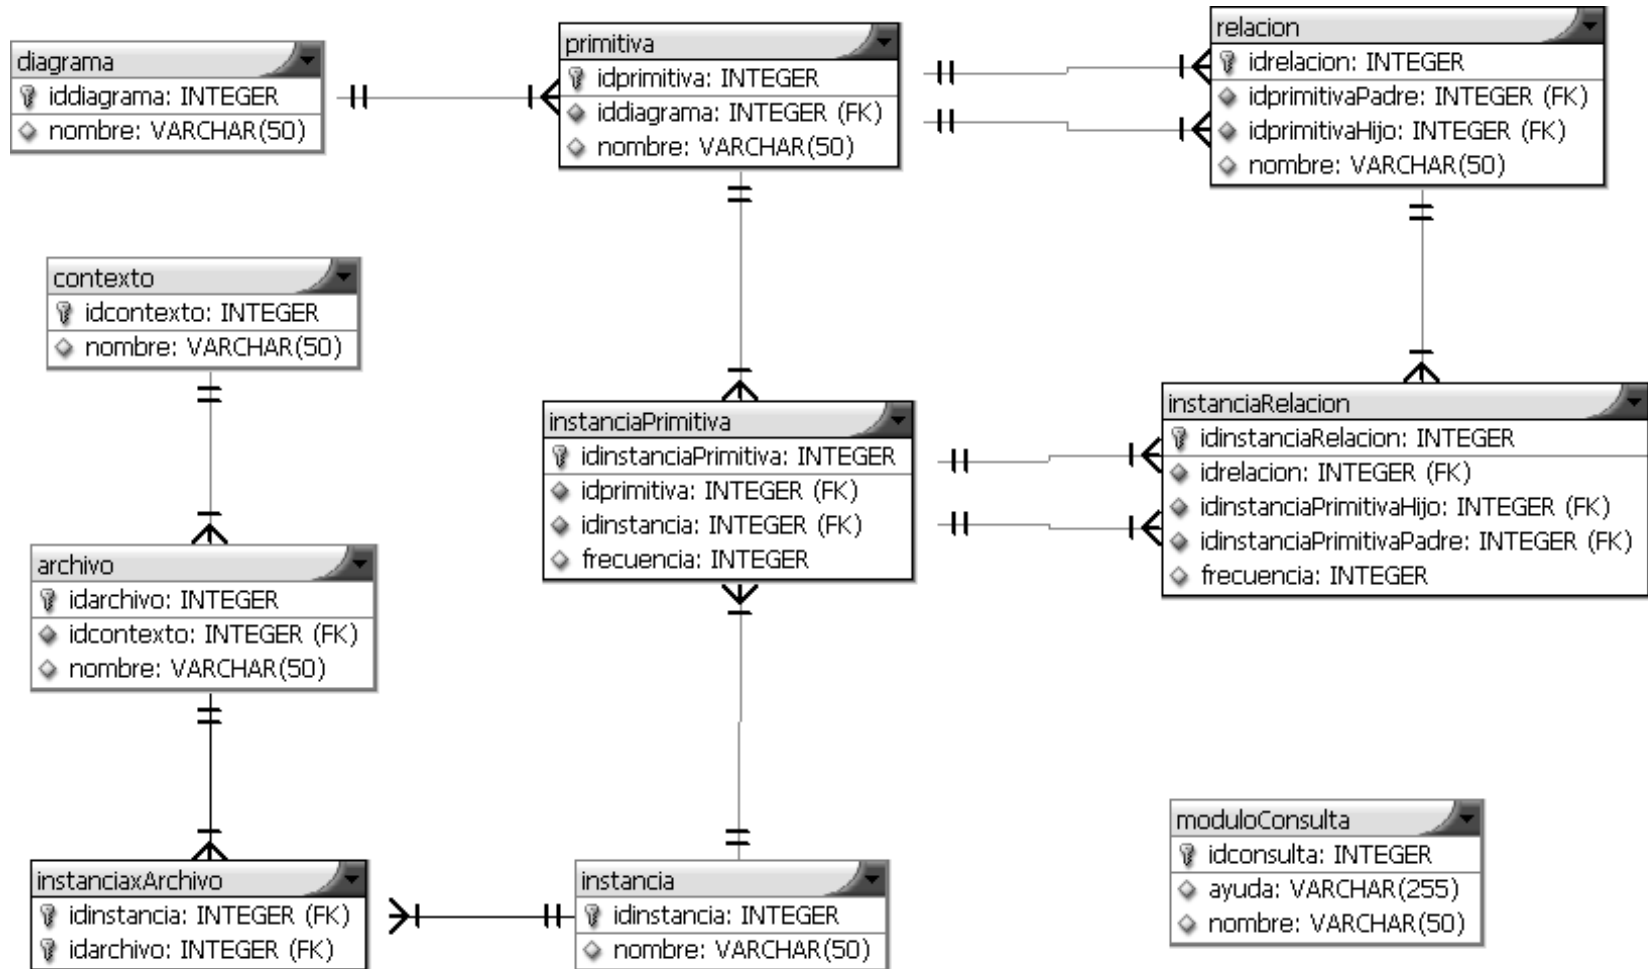 diagrama
iddiagrama: INTEGER
nombre: VARCHAR(50)
primitiva
idprimitiva: INTEGER
iddiagrama: INTEGER (FK)
nombre: VARCHAR(50)
relacion
idrelacion: INTEGER
idprimitivaPadre: INTEGER (FK)
idprimitivaHijo: INTEGER (FK)
nombre: VARCHAR(50)
contexto
idcontexto: INTEGER
nombre: VARCHAR(50)
instanciaPrimitiva
idinstanciaPrimitiva: INTEGER
idprimitiva: INTEGER (FK)
idinstancia: INTEGER (FK)
frecuencia: INTEGER
instanciaRelacion
idinstanciaRelacion: INTEGER
idrelacion: INTEGER (FK)
idinstanciaPrimitivaHijo: INTEGER (FK)
idinstanciaPrimitivaPadre: INTEGER (FK)
frecuencia: INTEGER
archivo
idarchivo: INTEGER
idcontexto: INTEGER (FK)
nombre: VARCHAR(50)
instanciaxArchivo
idinstancia: INTEGER (FK)
idarchivo: INTEGER (FK)
instancia
idinstancia: INTEGER
nombre: VARCHAR(50)
moduloConsulta
idconsulta: INTEGER
ayuda: VARCHAR(255)
nombre: VARCHAR(50)